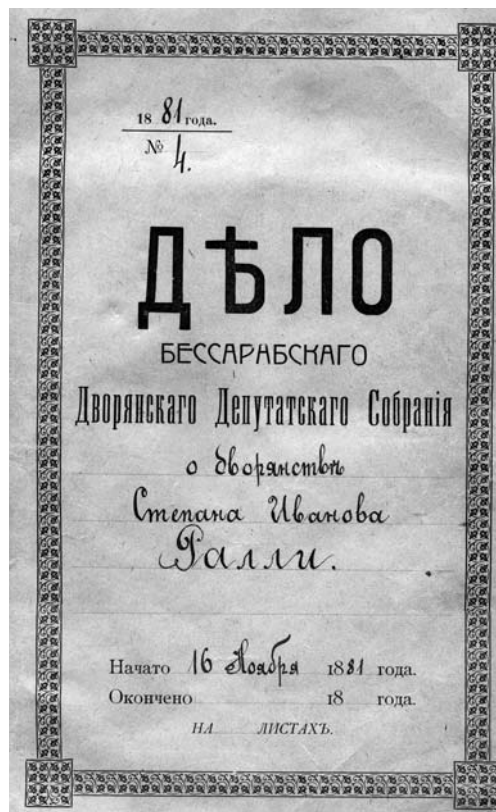 1881 года.
№ 4.
ДѢЛО
БЕССАРАБСКАГО
Дворянскаго Депутатскаго Собранія
о дворянствѣ
Степана Иванова
Ралли.
Начато 16 Ноября 1881 года.
Окончено 18 года.
НА ЛИСТАХЪ.